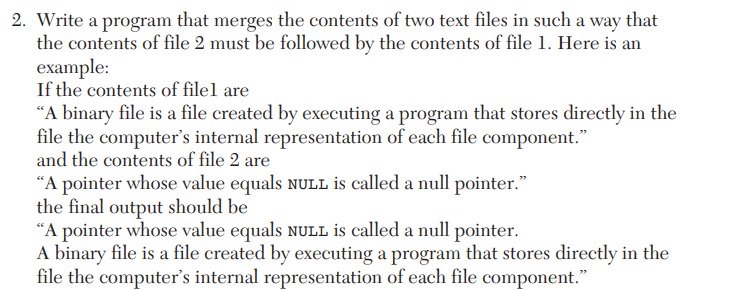 2. Write a program that merges the contents of two text files in such a way that
the contents of file 2 must be followed by the contents of file 1. Here is an
example:
If the contents of file1 are
“A binary file is a file created by executing a program that stores directly in the
file the computer’s internal representation of each file component.”
and the contents of file 2 are
“A pointer whose value equals NULL is called a null pointer.”
the final output should be
“A pointer whose value equals NULL is called a null pointer.
A binary file is a file created by executing a program that stores directly in the
file the computer’s internal representation of each file component.”